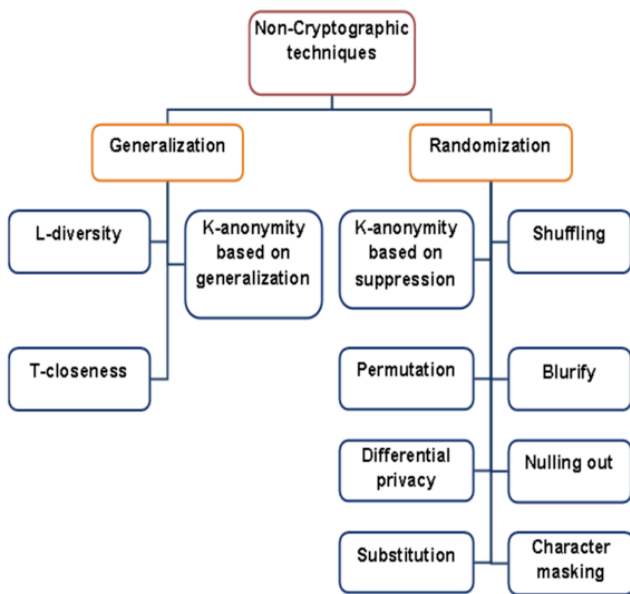 Non-Cryptographic
techniques
Generalization
Randomization
L-diversity
K-anonymity
based on
generalization
K-anonymity
based on
suppression
Shuffling
T-closeness
Permutation
Blurify
Differential
privacy
Nulling out
Substitution
Character
masking